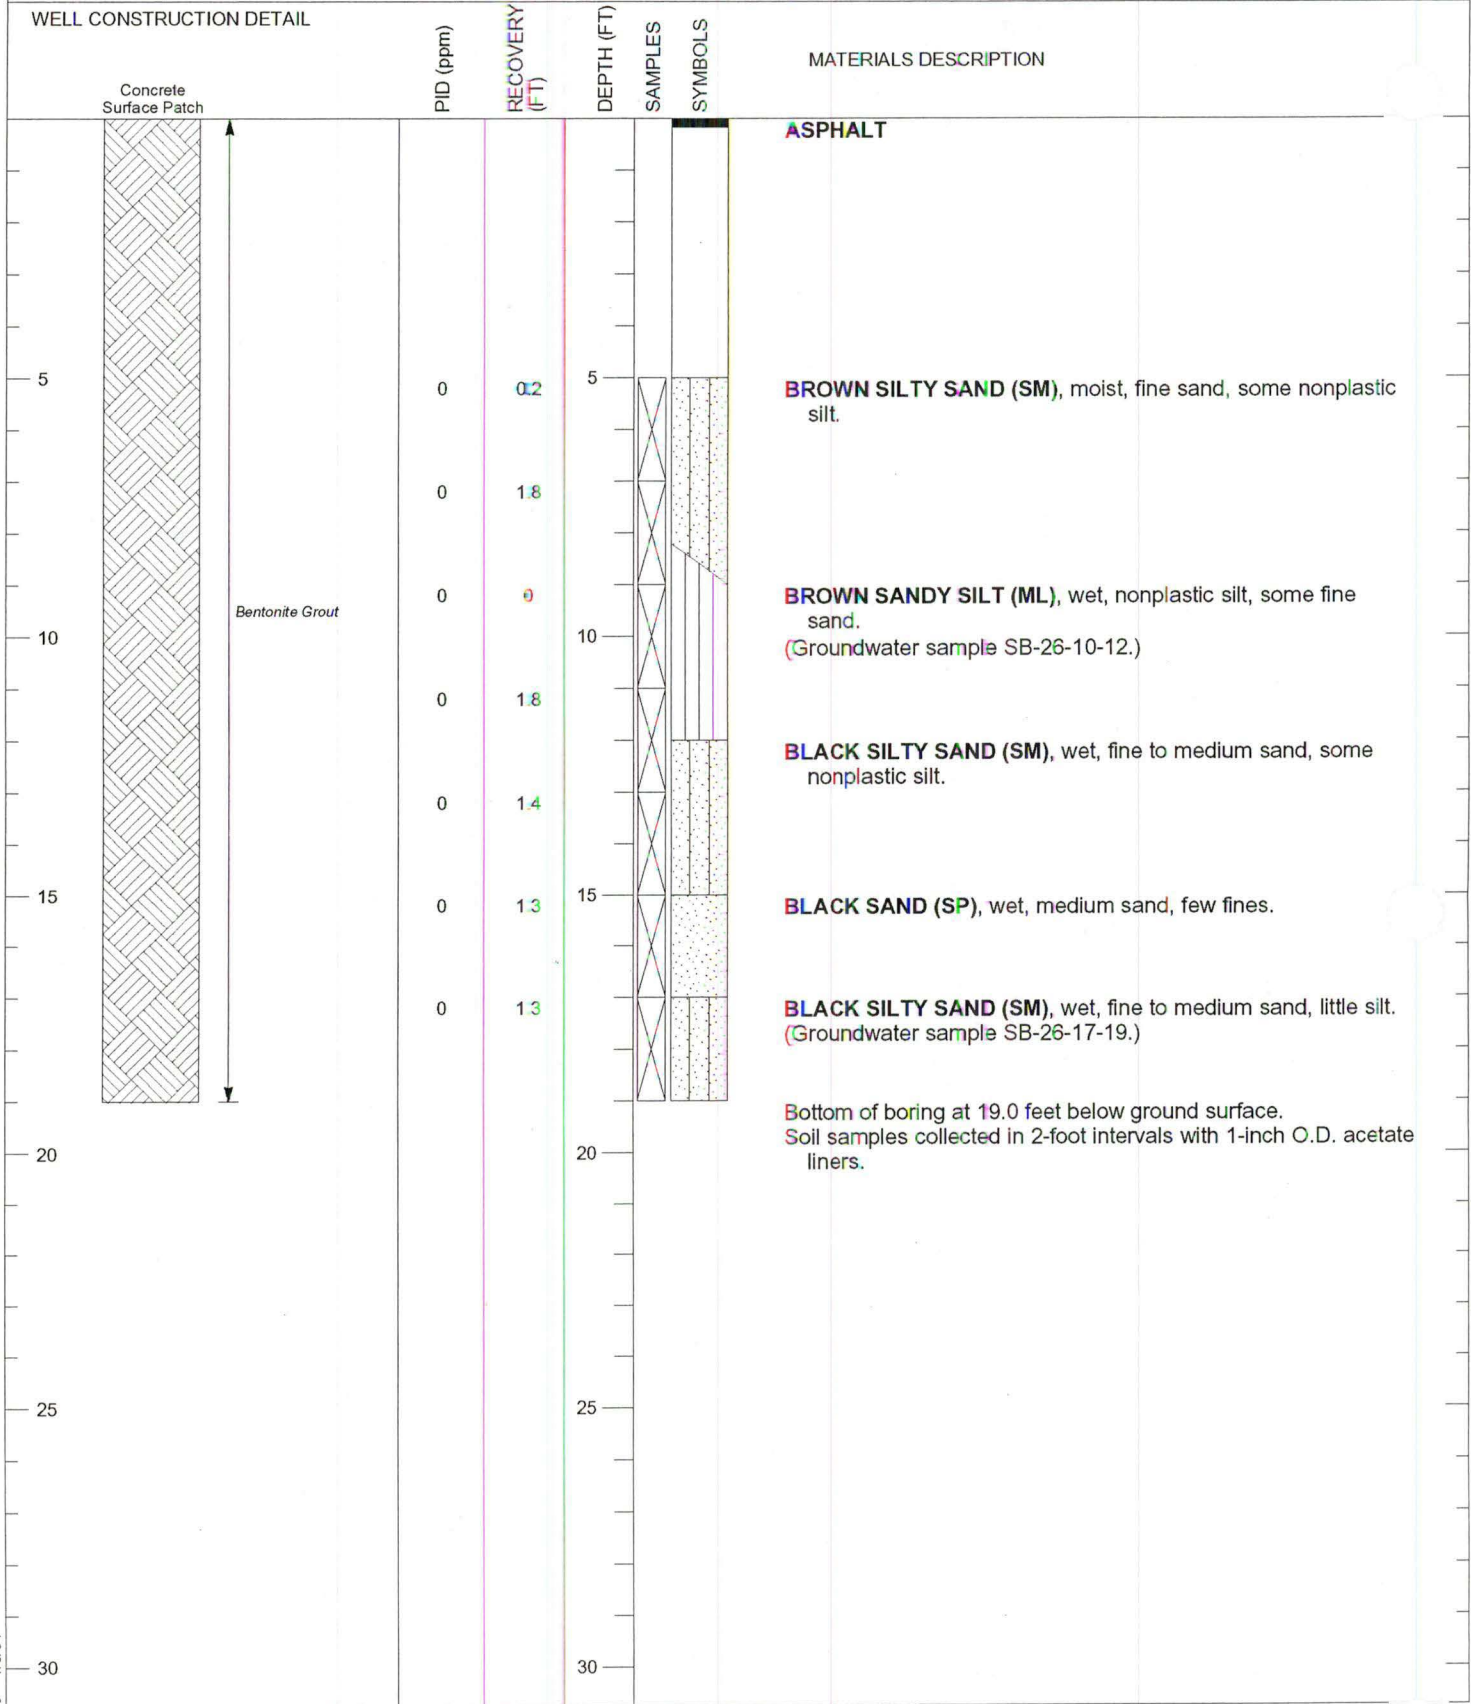 WELL CONSTRUCTION DETAIL
PID (ppm)
RECOVERY
(FT)
DEPTH (FT)
SAMPLES
SYMBOLS
MATERIALS DESCRIPTION
Concrete
Surface Patch
ASPHALT
5 0 0.2 5 BROWN SILTY SAND (SM), moist, fine sand, some nonplastic
silt.
0 1.8
0 0 BROWN SANDY SILT (ML), wet, nonplastic silt, some fine
Bentonite Grout
sand.
10 10 (Groundwater sample SB-26-10-12.)
0 1.8
BLACK SILTY SAND (SM), wet, fine to medium sand, some
nonplastic silt.
0 1.4
15 0 1.3 15 BLACK SAND (SP), wet, medium sand, few fines.
0 1.3 BLACK SILTY SAND (SM), wet, fine to medium sand, little silt.
(Groundwater sample SB-26-17-19.)
Bottom of boring at 19.0 feet below ground surface.
Soil samples collected in 2-foot intervals with 1-inch O.D. acetate
20 20 liners.
25 25
30 30